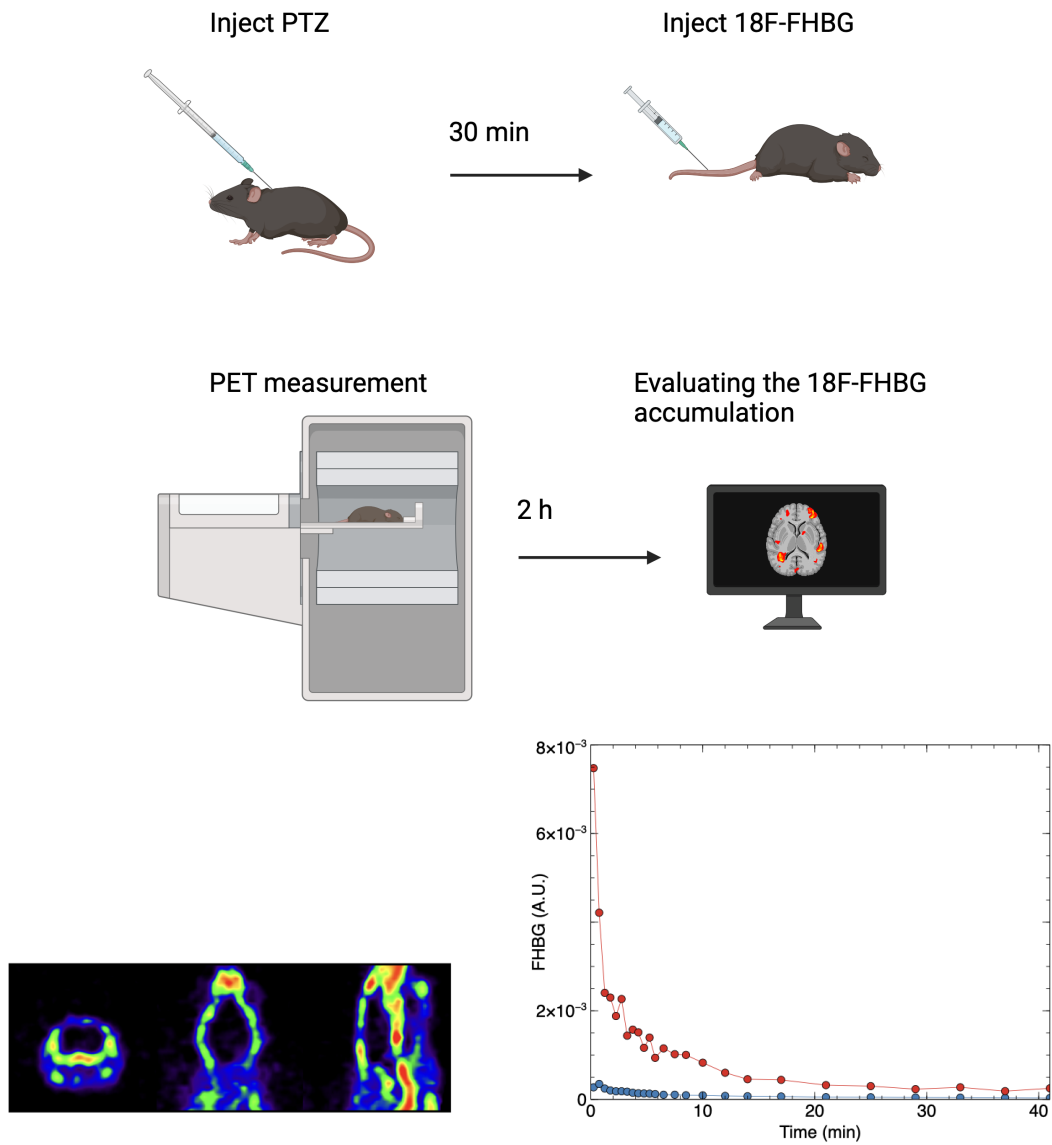 Inject PTZ
Inject 18F-FHBG
30 min
PET measurement
Evaluating the 18F-FHBG
accumulation
2 h
8×10⁻³
6×10⁻³
2×10⁻³
0
FHBG (A.U.)
0 10 20 30 40
Time (min)